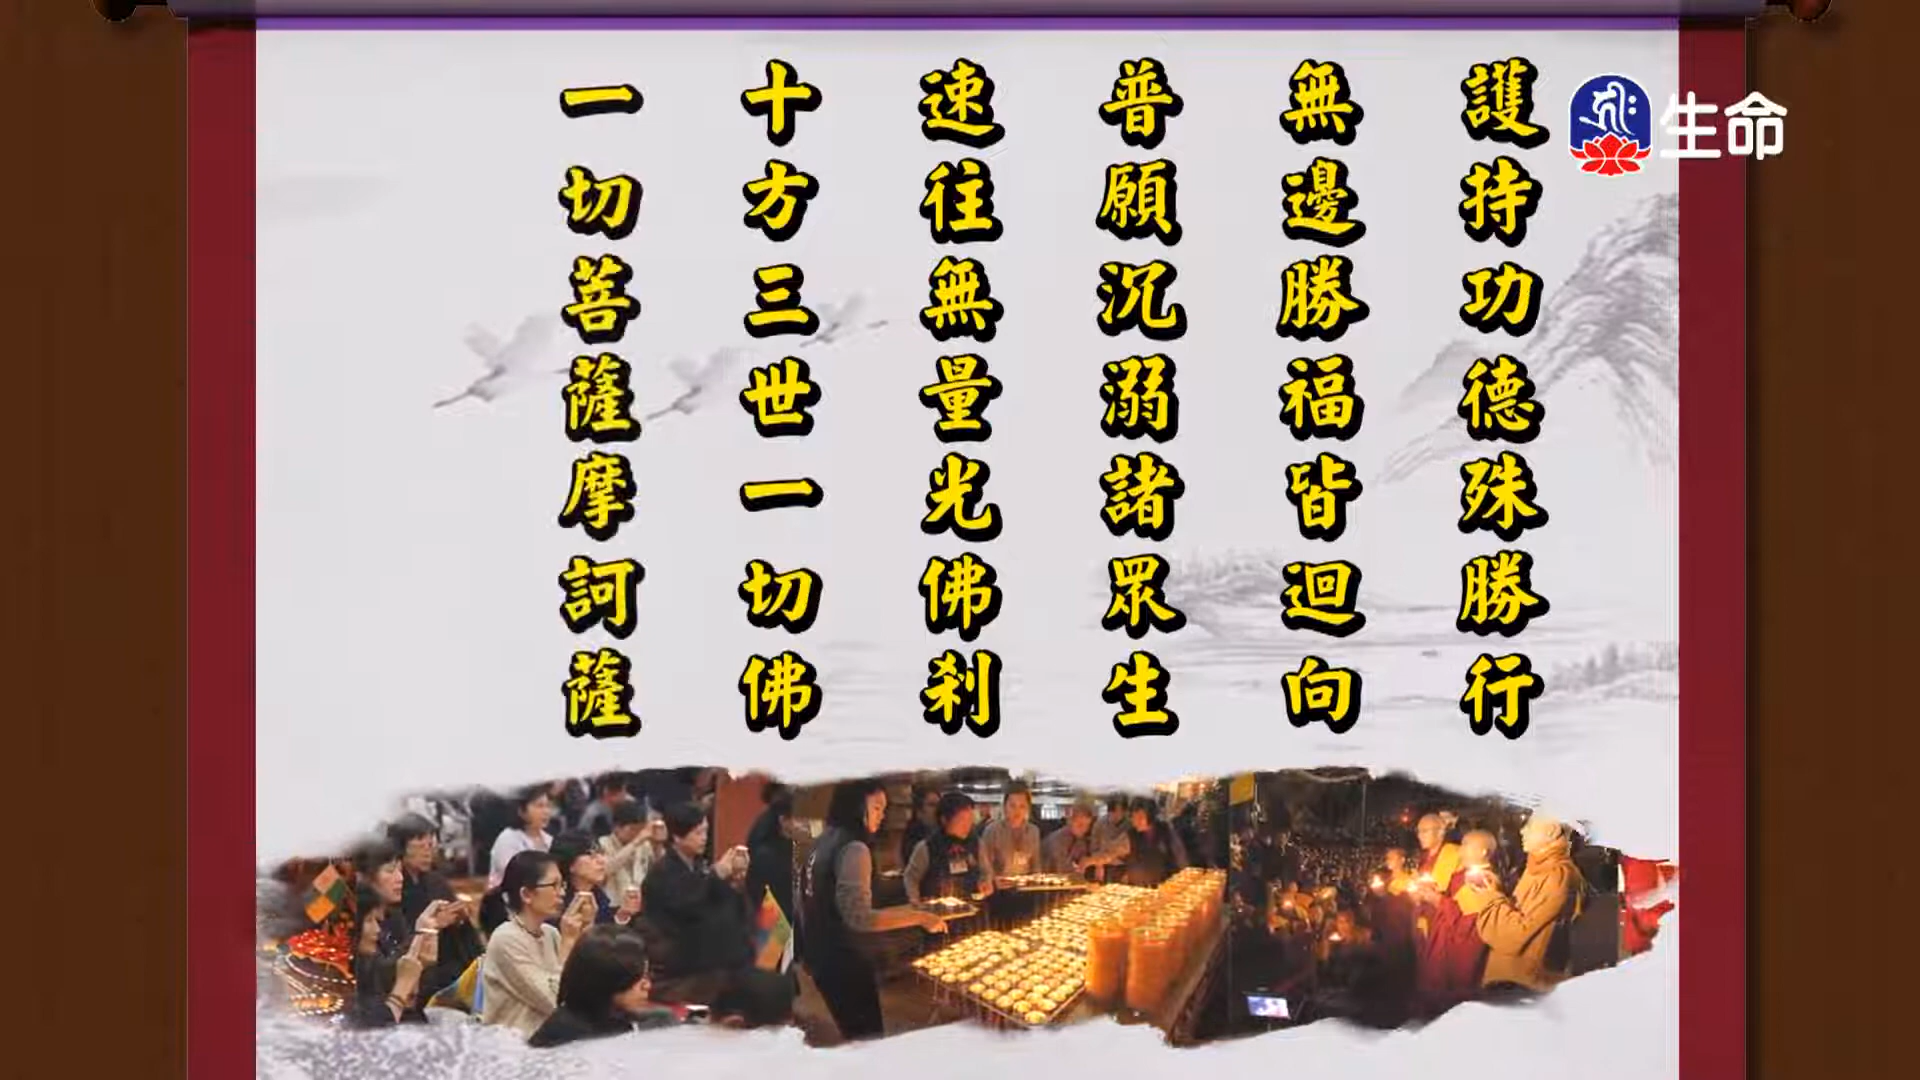 護持功德殊勝行
無邊勝福皆迴向
普願沉溺諸眾生
速往無量光佛剎
十方三世一切佛
一切菩薩摩訶薩
生命